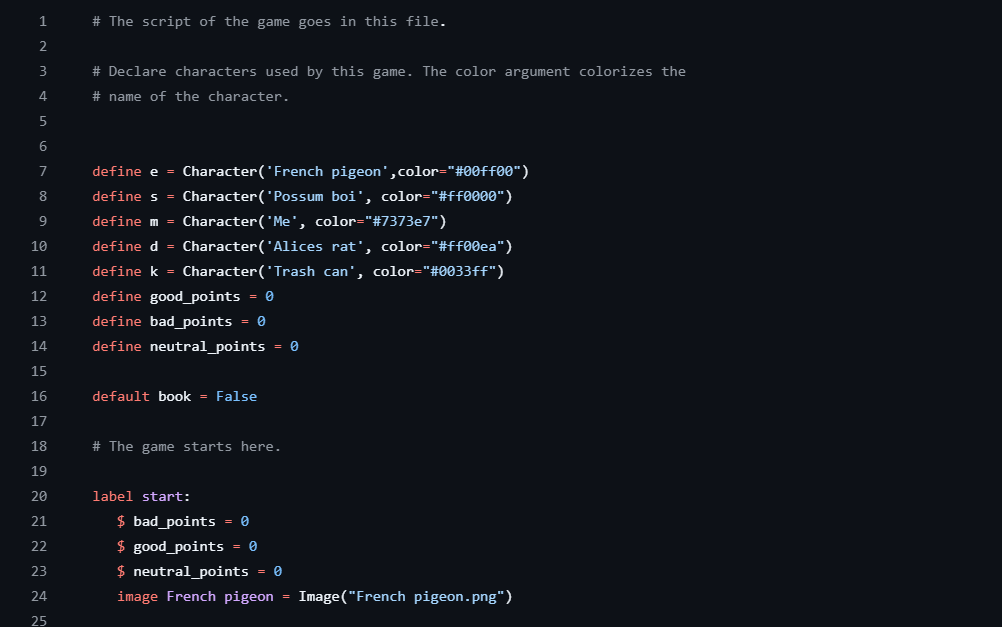 1 # The script of the game goes in this file.
2
3 # Declare characters used by this game. The color argument colorizes the
4 # name of the character.
5
6
7 define e = Character('French pigeon',color="#00ff00")
8 define s = Character('Possum boi', color="#ff0000")
9 define m = Character('Me', color="#7373e7")
10 define d = Character('Alices rat', color="#ff00ea")
11 define k = Character('Trash can', color="#0033ff")
12 define good_points = 0
13 define bad_points = 0
14 define neutral_points = 0
15
16 default book = False
17
18 # The game starts here.
19
20 label start:
21 $ bad_points = 0
22 $ good_points = 0
23 $ neutral_points = 0
24 image French pigeon = Image("French pigeon.png")
25